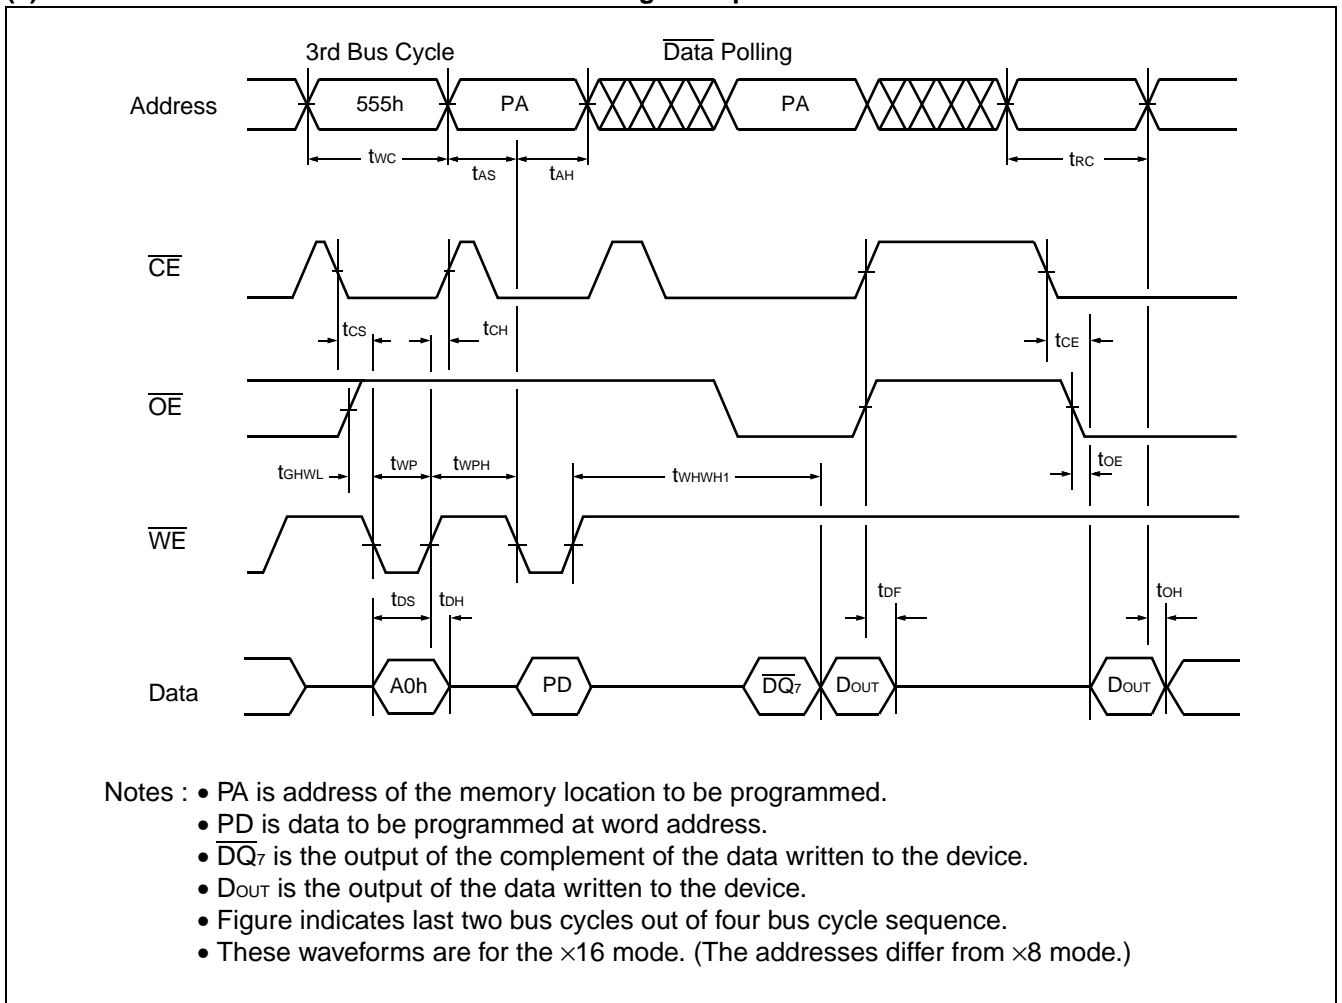 3rd Bus Cycle Data Polling
Address 555h PA PA
tWC tAS tAH tRC
CE
tCS tCH tCE
OE
tGHWL tWP tWPH tWHWH1 tOE
WE
tDS tDH tDF tOH
Data A0h PD DQ7 DOUT DOUT
Notes : • PA is address of the memory location to be programmed.
• PD is data to be programmed at word address.
• DQ7 is the output of the complement of the data written to the device.
• DOUT is the output of the data written to the device.
• Figure indicates last two bus cycles out of four bus cycle sequence.
• These waveforms are for the ×16 mode. (The addresses differ from ×8 mode.)